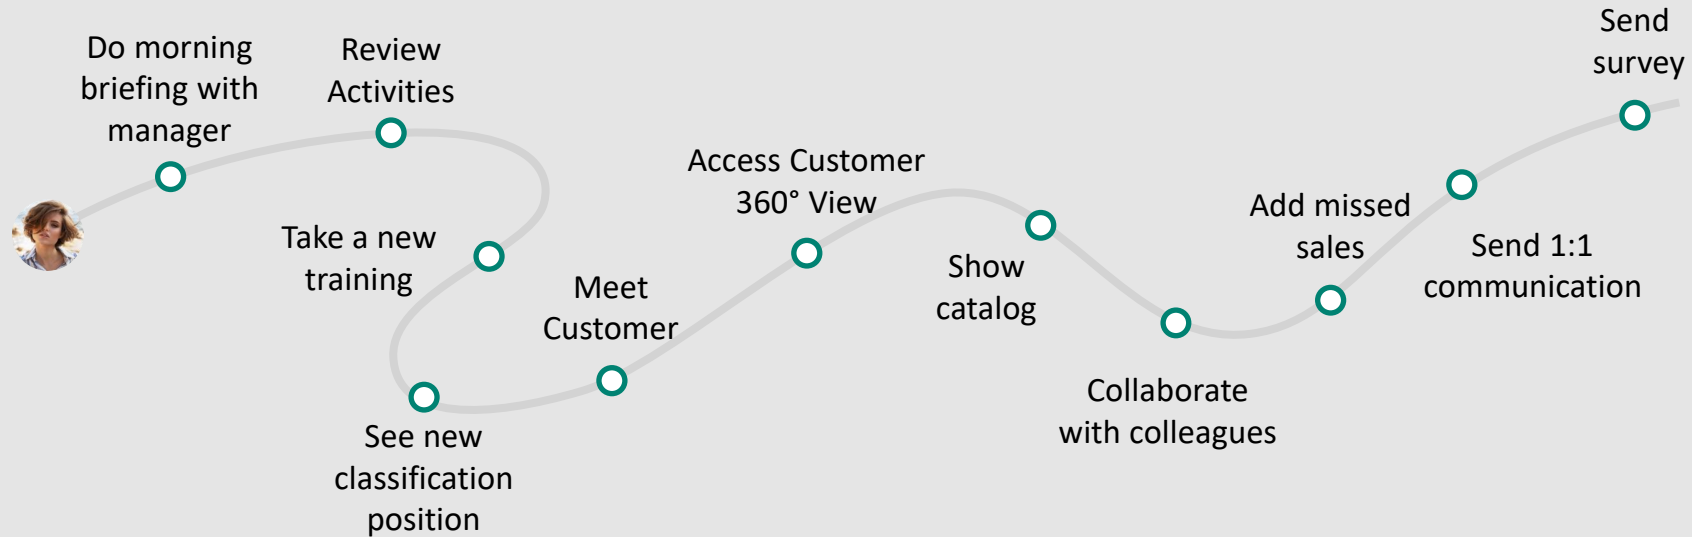 Do morning
briefing with
manager
Review
Activities
Take a new
training
See new
classification
position
Meet
Customer
Access Customer
360° View
Show
catalog
Collaborate
with colleagues
Add missed
sales
Send 1:1
communication
Send
survey